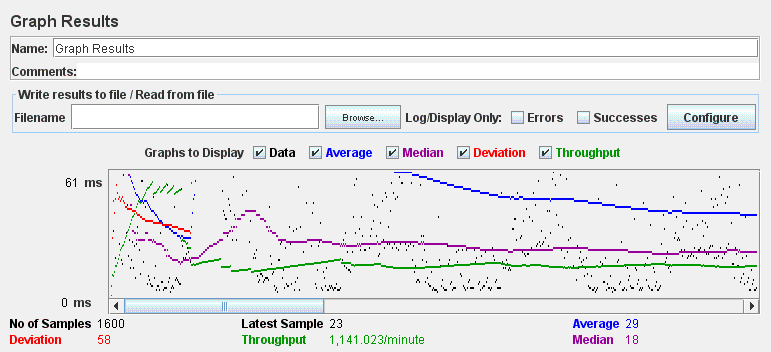 Graph Results
Name: Graph Results
Comments:
Write results to file / Read from file
Filename Browse... Log/Display Only: Errors Successes Configure
Graphs to Display Data Average Median Deviation Throughput
61 ms
0 ms
No of Samples 1600 Latest Sample 23 Average 29
Deviation 58 Throughput 1,141.023/minute Median 18